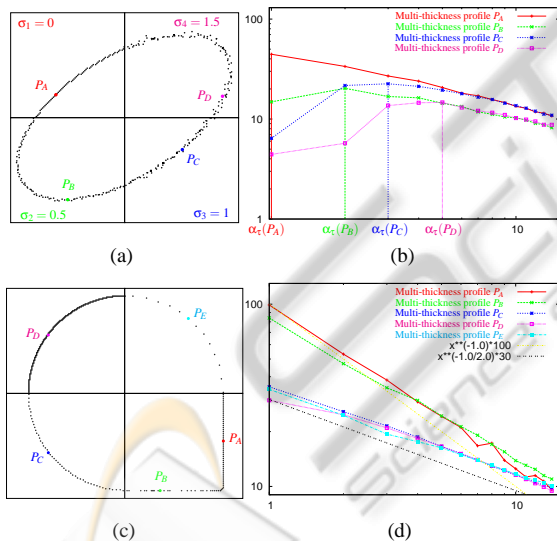 σ1 = 0
σ4 = 1.5
PA
PD
PC
PB
σ2 = 0.5
σ3 = 1
(a)
100
10
1
Multi-thickness profile PA
Multi-thickness profile PB
Multi-thickness profile PC
Multi-thickness profile PD
ατ(PA)
ατ(PB)
ατ(PC)
ατ(PD)
10
(b)
PE
PD
PC
PA
PB
(c)
100
10
Multi-thickness profile PA
Multi-thickness profile PB
Multi-thickness profile PC
Multi-thickness profile PD
Multi-thickness profile PE
x**(-1.0)*100
x**(-1.0/2.0)*30
1
10
(d)